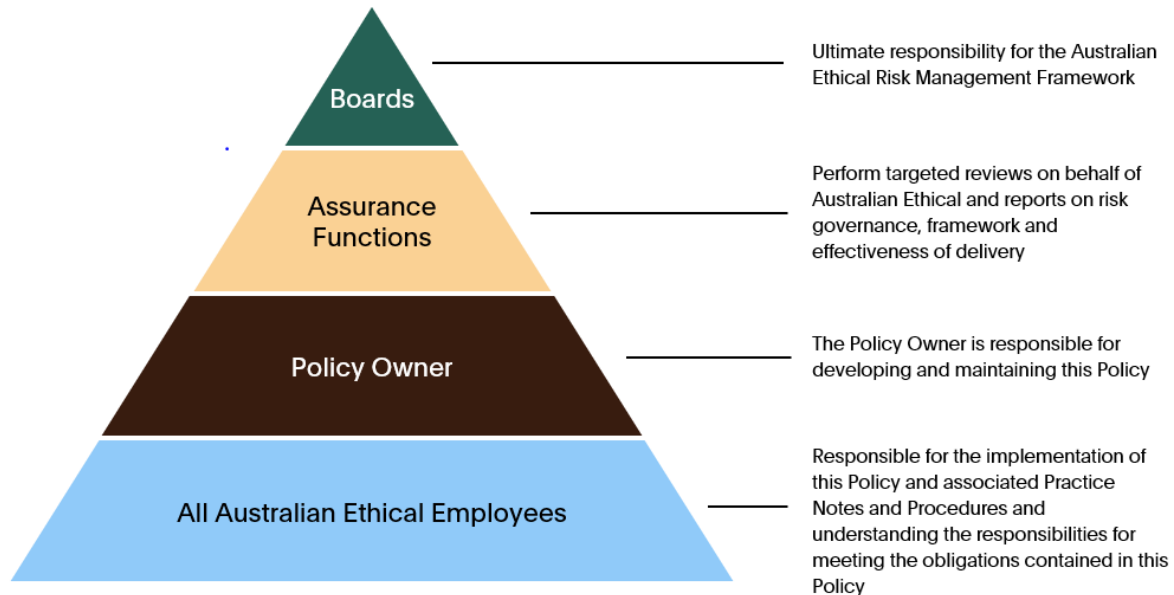 Boards
Ultimate responsibility for the Australian
Ethical Risk Management Framework
Assurance
Functions
Perform targeted reviews on behalf of
Australian Ethical and reports on risk
governance, framework and
effectiveness of delivery
Policy Owner
The Policy Owner is responsible for
developing and maintaining this Policy
All Australian Ethical Employees
Responsible for the implementation of
this Policy and associated Practice
Notes and Procedures and
understanding the responsibilities for
meeting the obligations contained in this
Policy